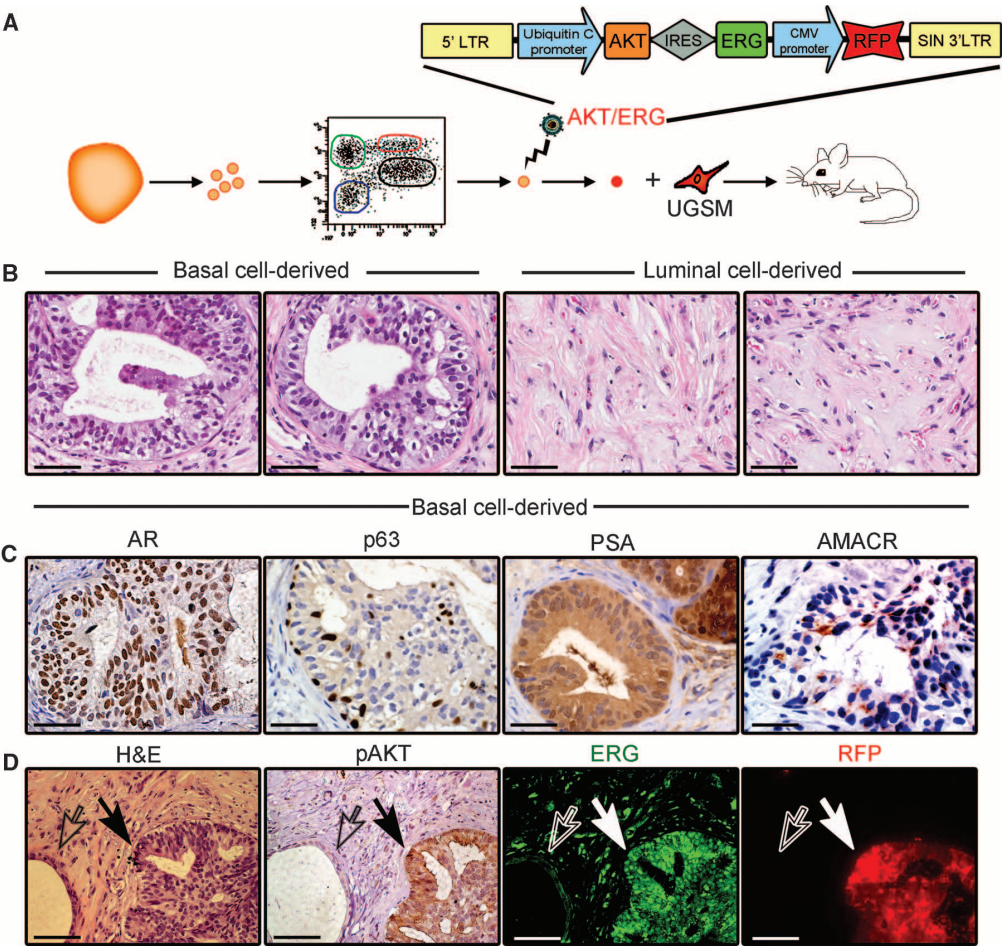 A
5' LTR
Ubiquitin C
promoter
AKT
IRES
ERG
CMV
promoter
RFP
SIN 3'LTR
AKT/ERG
+
UGSM
B
Basal cell-derived
Luminal cell-derived
Basal cell-derived
C
AR
p63
PSA
AMACR
D
H&E
pAKT
ERG
RFP